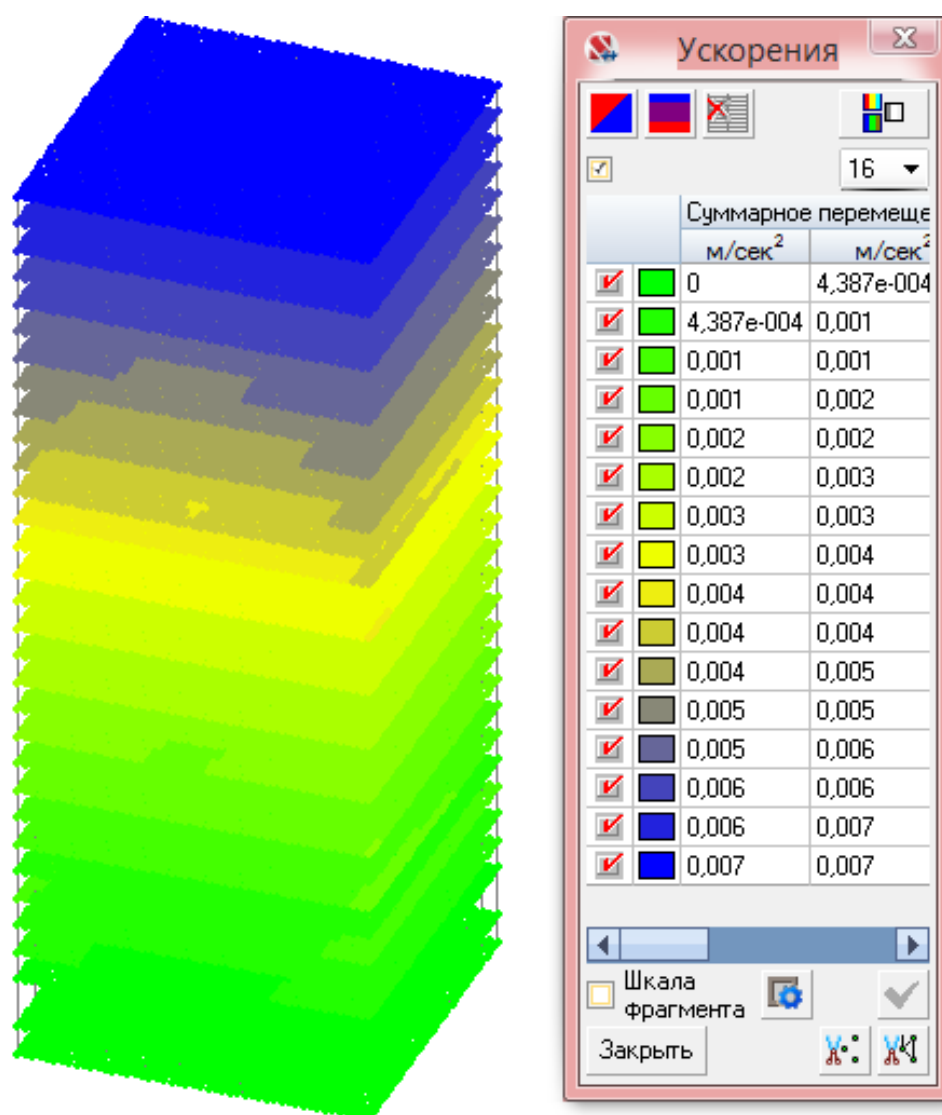 Ускорения
16
Суммарное перемеще
м/сек² м/сек²
0 4,387e-004
4,387e-004 0,001
0,001 0,001
0,001 0,002
0,002 0,002
0,002 0,003
0,003 0,003
0,003 0,004
0,004 0,004
0,004 0,004
0,004 0,005
0,005 0,005
0,005 0,006
0,006 0,006
0,006 0,007
0,007 0,007
Шкала
фрагмента
Закрыть